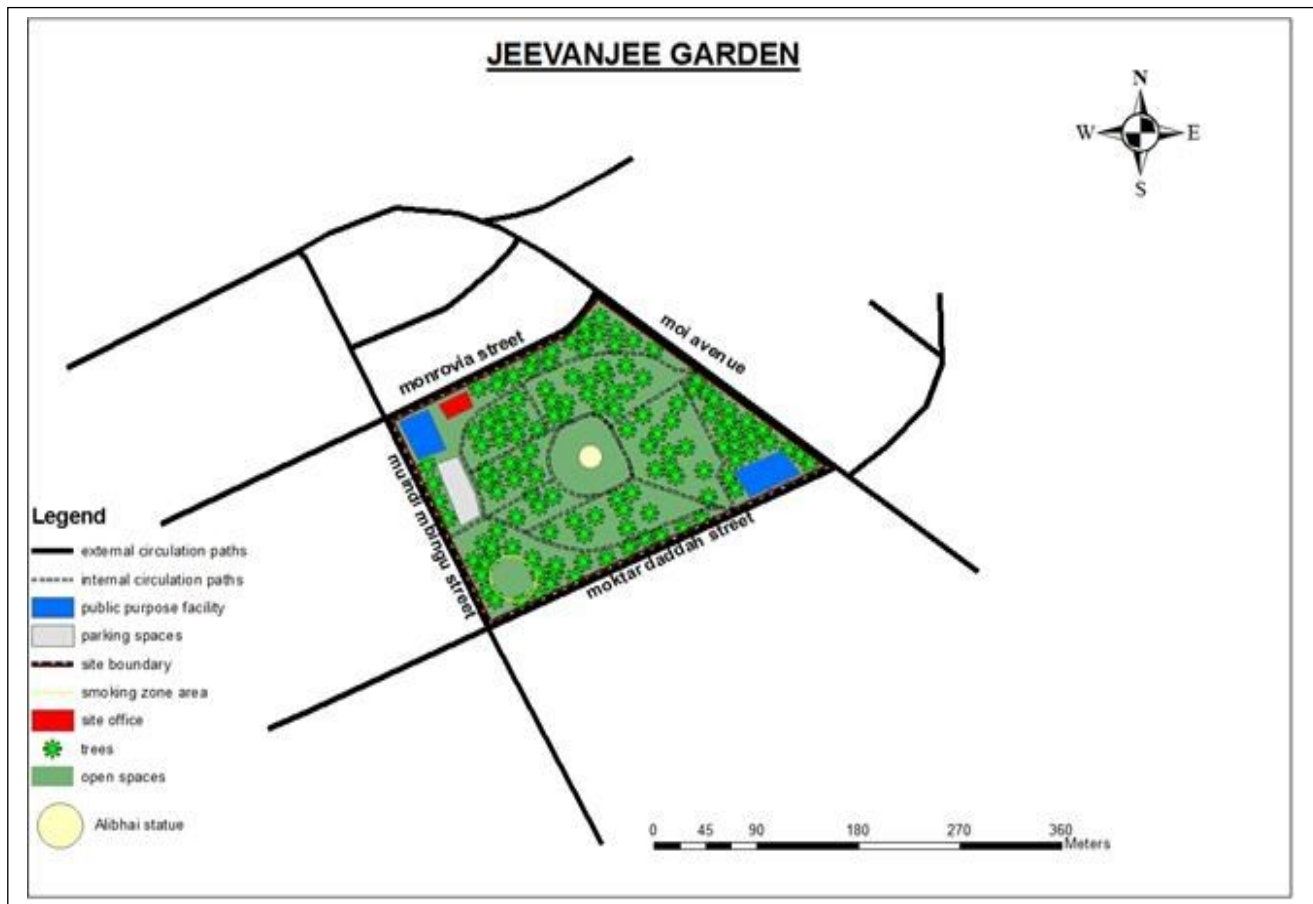 JEEVANJEE GARDEN
N
W E
S
moi avenue
monrovia street
muindi mbingu street
moktar daddah street
Legend
external circulation paths
internal circulation paths
public purpose facility
parking spaces
site boundary
smoking zone area
site office
trees
open spaces
Alibhai statue
0 45 90 180 270 360
Meters